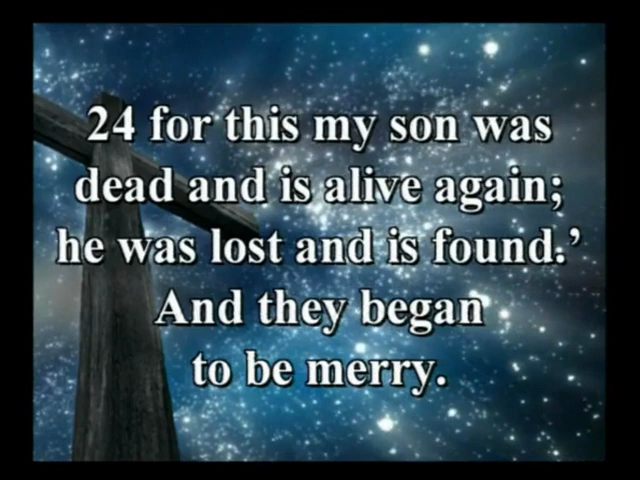 24 for this my son was
dead and is alive again;
he was lost and is found.’
And they began
to be merry.